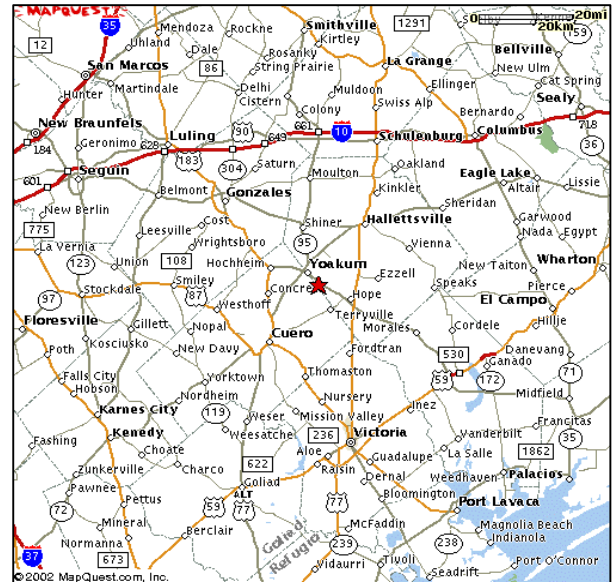 MAPQUEST?
35
12
Uhland
Mendoza
Rockne
Dale
86
Rosanky
String Prairie
Smithville
Kirtley
1291
0
20mi
20km
59
Bellville
San Marcos
Hunter
Martindale
Delhi
Cistern
Muldoon
Colony
La Grange
Ellinger
Swiss Alp
New Ulm
Cat Spring
Bernardo
Sealy
New Braunfels
184
Geronimo
628
Luling
90
649
661
10
Schulenburg
Columbus
718
36
601
Seguin
183
304
Saturn
Moulton
Oakland
Eagle Lake
Altair
Lissie
New Berlin
Belmont
Gonzales
Kinkler
Sheridan
775
Leesville
Cost
Shiner
Hallettsville
Garwood
Nada
Egypt
La Vernia
Wrightsboro
95
Vienna
123
Union
108
Hochheim
Yoakum
New Taiton
Wharton
97
Stockdale
Smiley
87
Concre
Ezzell
Speaks
Pierce
Westhoff
Hope
El Campo
Floresville
Gillett
Nopal
Terryville
Cordele
Hillje
Kosciusko
New Davy
Cuero
Morales
Poth
Fordtran
530
Danevang
Ganado
Falls City
Hobson
Yorktown
Thomaston
59
172
71
Nordheim
Nursery
Midfield
Karnes City
119
Weser
Mission Valley
Inez
Francitas
Kenedy
Weesatche
236
Victoria
Vanderbilt
35
Fashing
Choate
Aloe
La Salle
1862
Zunkerville
Charco
622
Raisin
Guadalupe
Weedhaven
Palacios
Pawnee
Goliad
Dernal
72
Pettus
59
77
ALT
77
Bloomington
Port Lavaca
Mineral
Berclair
McFaddin
Magnolia Beach
Indianola
Normanna
Goliad
Refugio
239
238
37
673
Vidaurri
Tivoli
Seadrift
Port O'Connor
©2002 MapQuest.com, Inc.